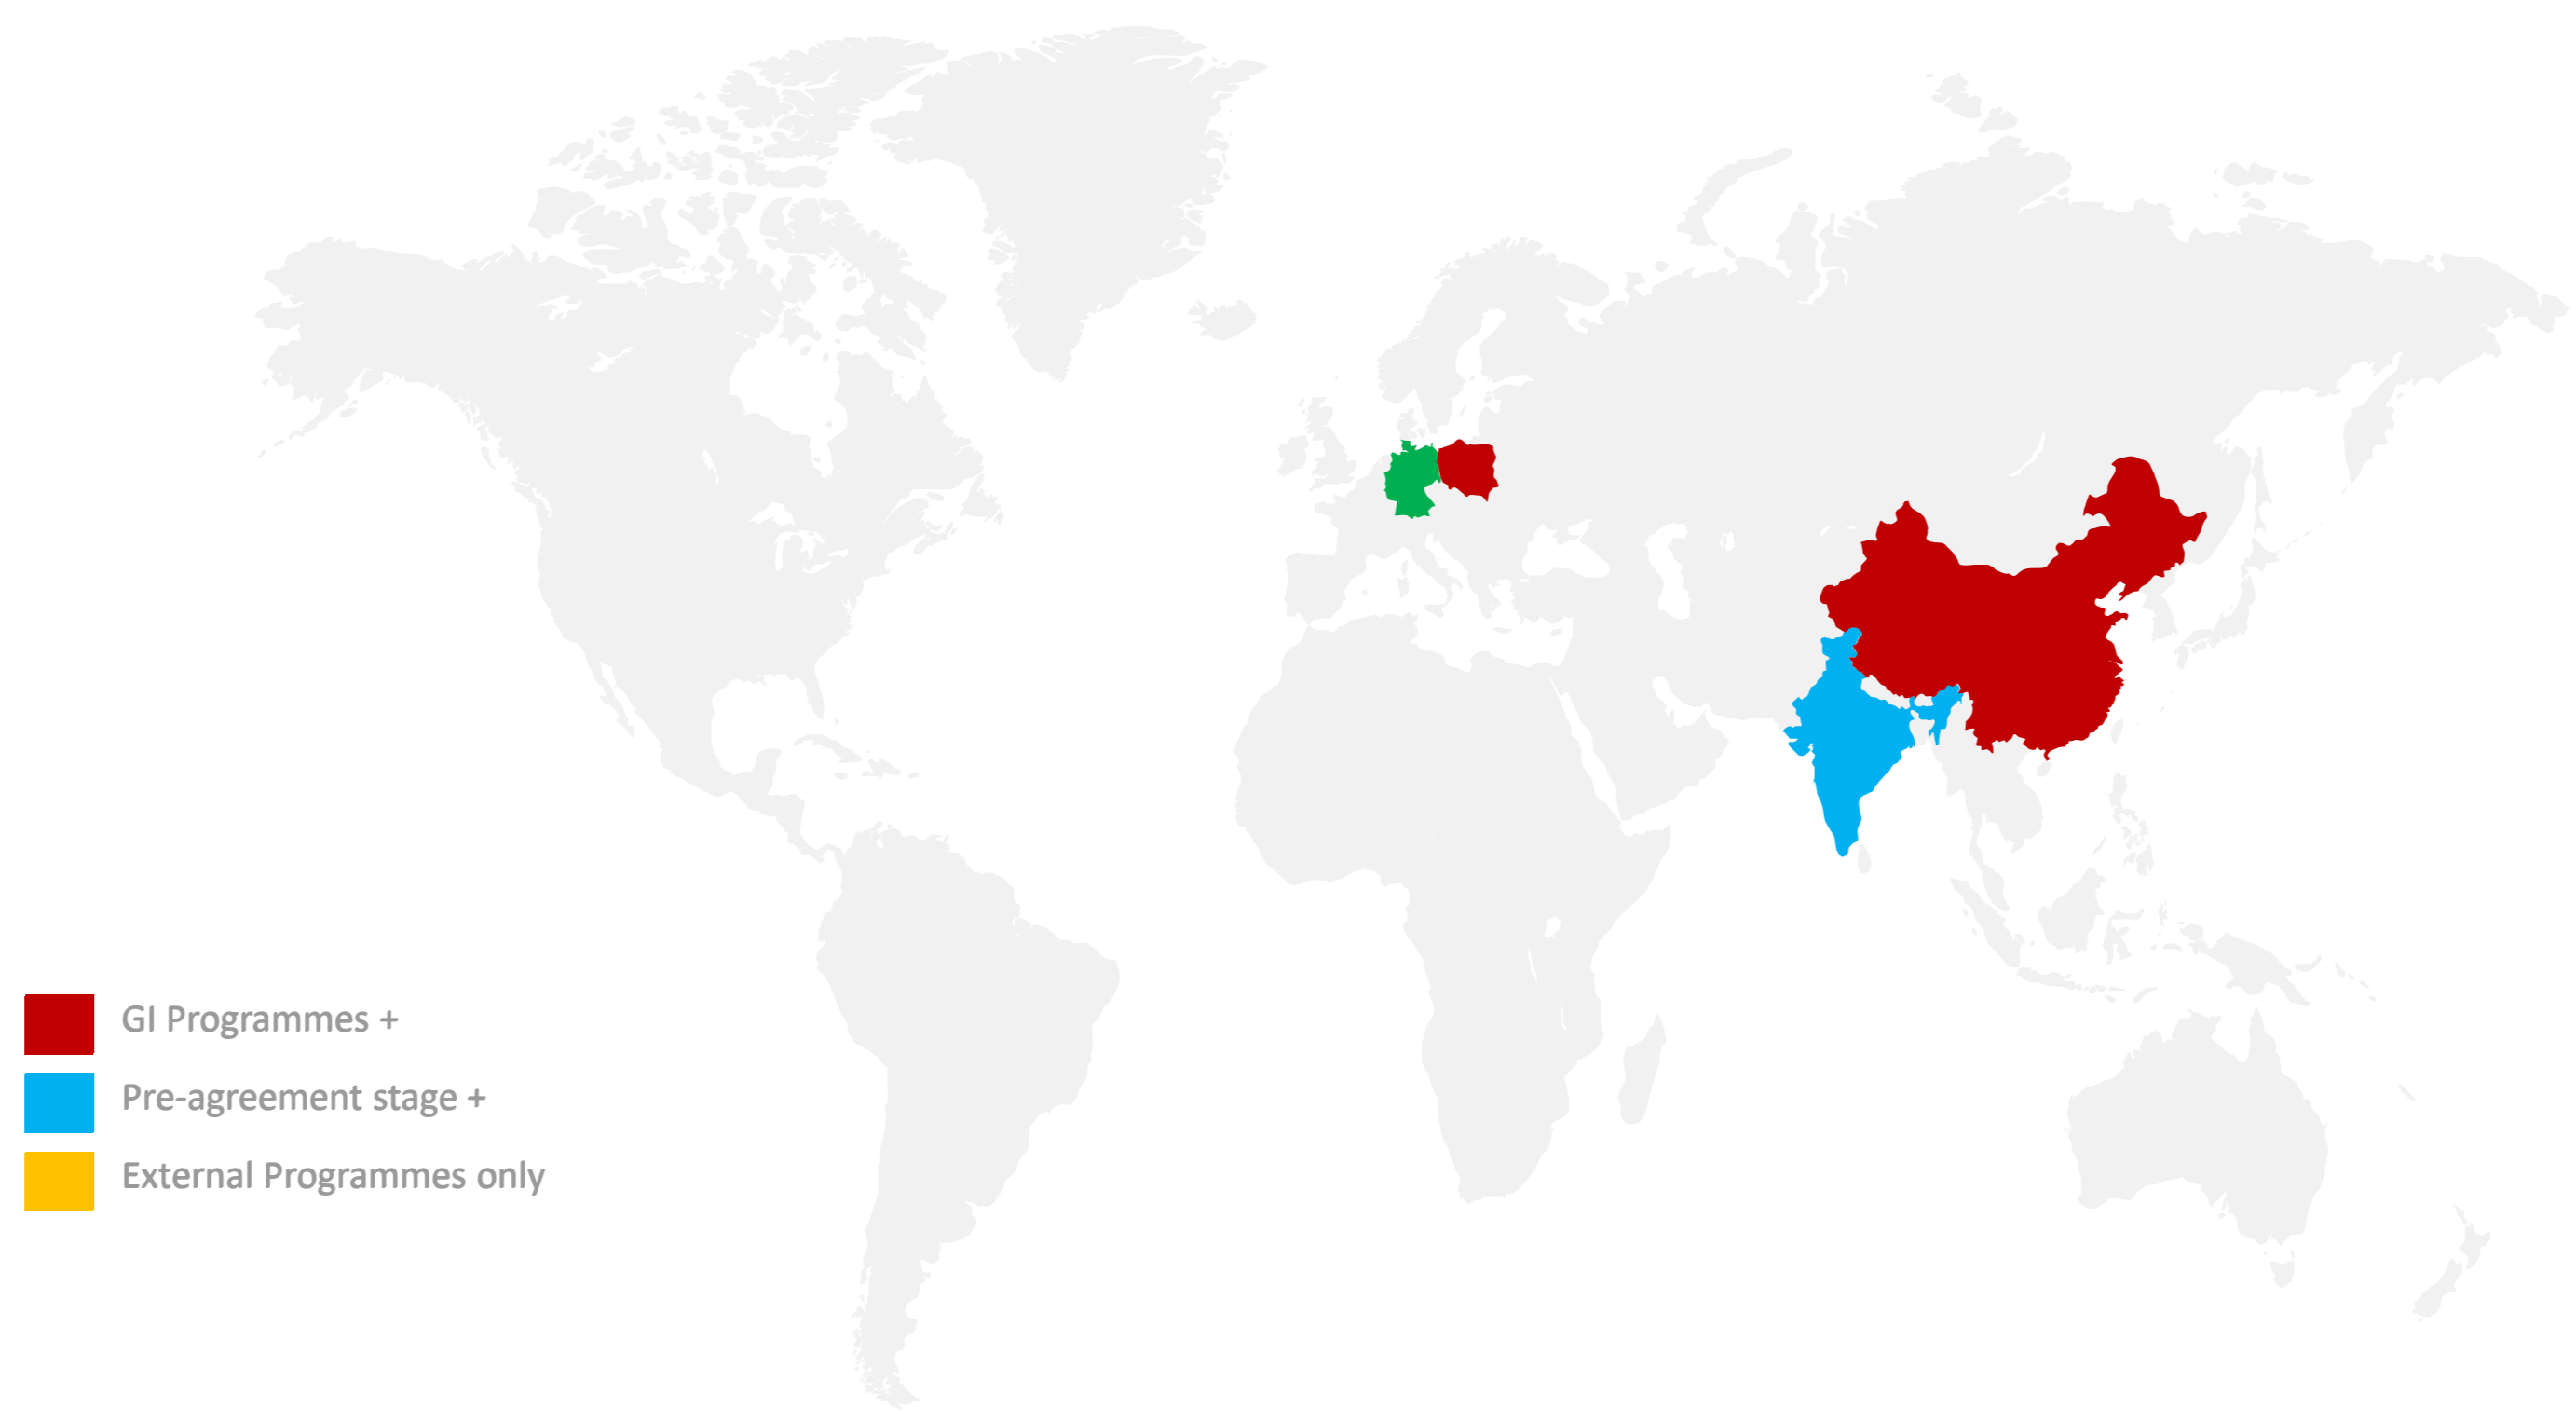 GI Programmes +
Pre-agreement stage +
External Programmes only